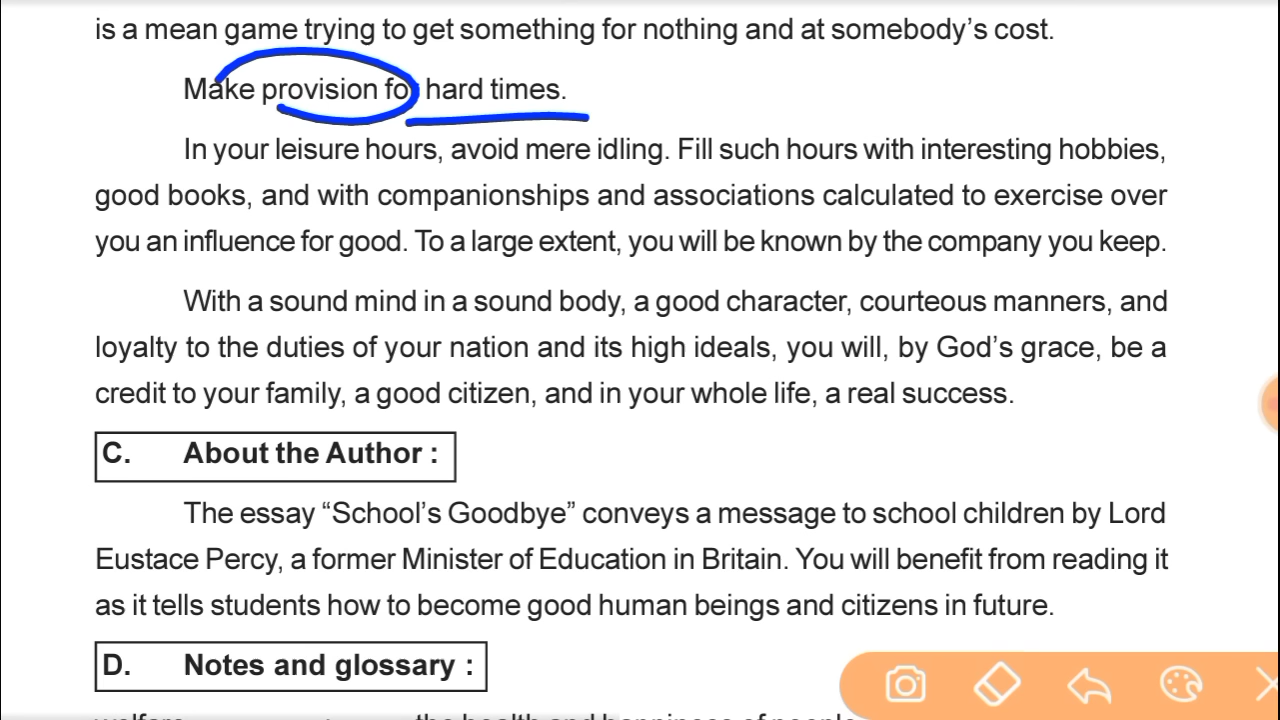 is a mean game trying to get something for nothing and at somebody’s cost.
Make provision for hard times.
In your leisure hours, avoid mere idling. Fill such hours with interesting hobbies,
good books, and with companionships and associations calculated to exercise over
you an influence for good. To a large extent, you will be known by the company you keep.
With a sound mind in a sound body, a good character, courteous manners, and
loyalty to the duties of your nation and its high ideals, you will, by God’s grace, be a
credit to your family, a good citizen, and in your whole life, a real success.
C. About the Author :
The essay “School’s Goodbye” conveys a message to school children by Lord
Eustace Percy, a former Minister of Education in Britain. You will benefit from reading it
as it tells students how to become good human beings and citizens in future.
D. Notes and glossary :
welfare - the health and happiness of people